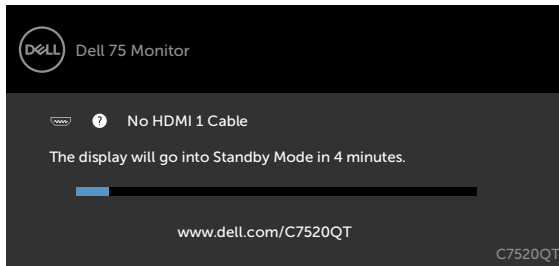 DELL
Dell 75 Monitor
? No HDMI 1 Cable
The display will go into Standby Mode in 4 minutes.
www.dell.com/C7520QT
C7520QT